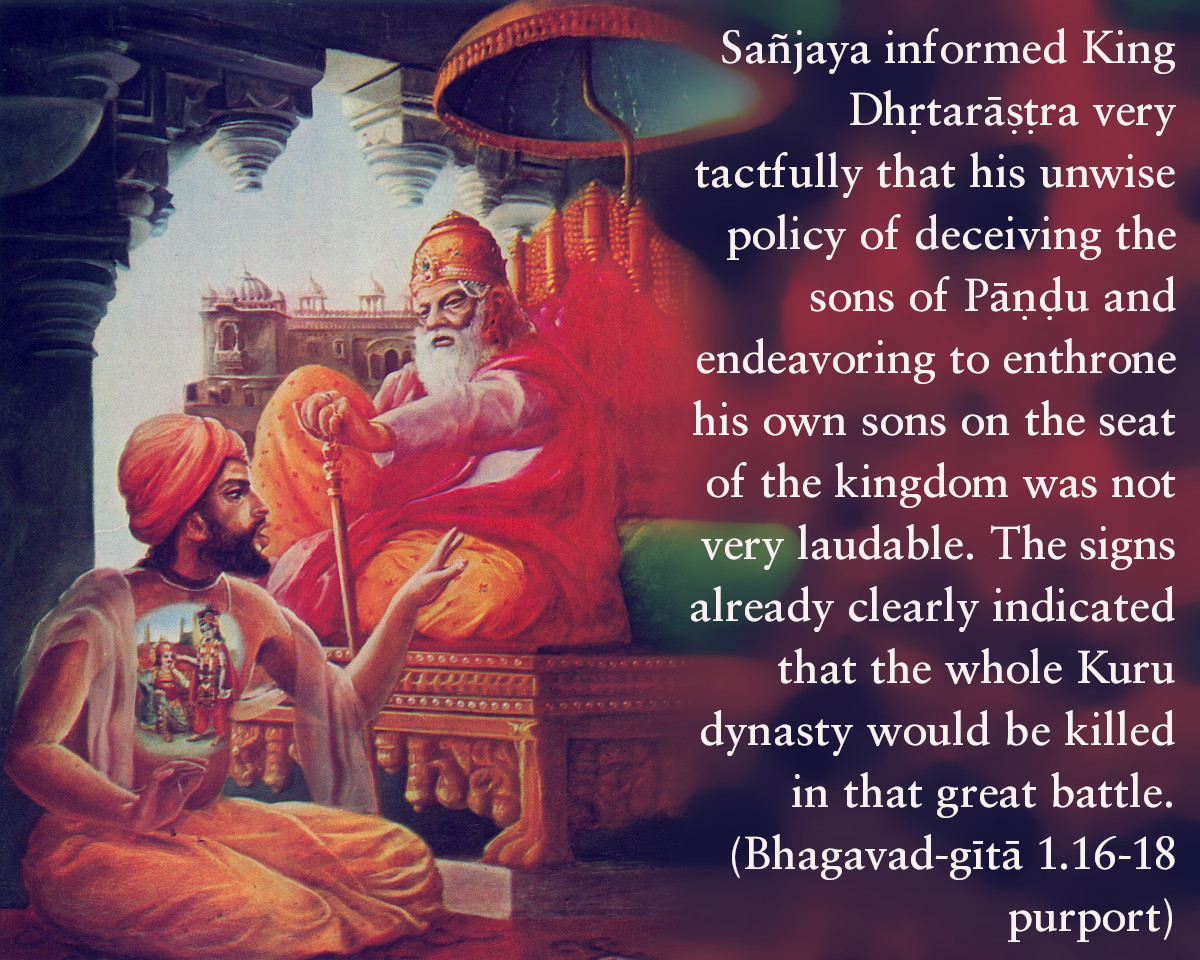 Sañjaya informed King
Dhṛtarāṣṭra very
tactfully that his unwise
policy of deceiving the
sons of Pāṇḍu and
endeavoring to enthrone
his own sons on the seat
of the kingdom was not
very laudable. The signs
already clearly indicated
that the whole Kuru
dynasty would be killed
in that great battle.
(Bhagavad-gītā 1.16-18
purport)